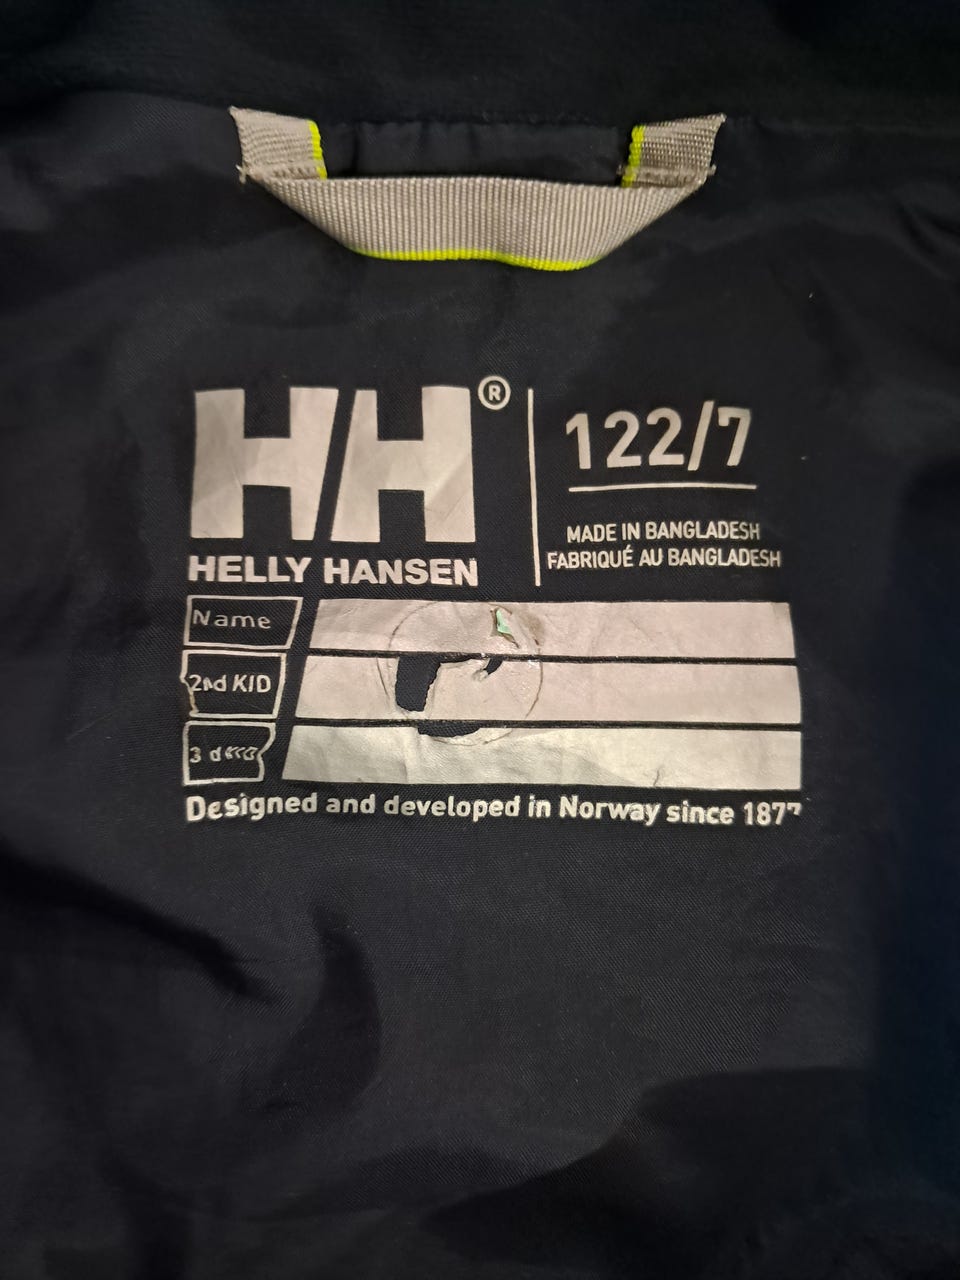 HH®
122/7
MADE IN BANGLADESH
FABRIQUÉ AU BANGLADESH
HELLY HANSEN
Name
2nd KID
3
Designed and developed in Norway since 1877